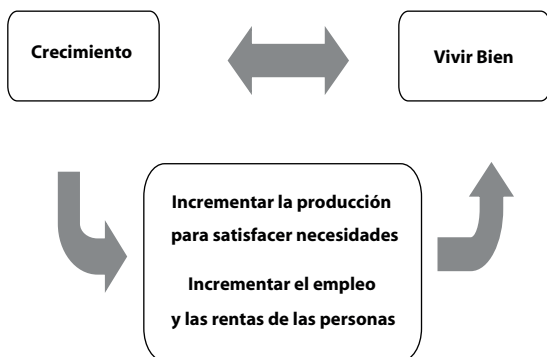 Crecimiento
Vivir Bien
Incrementar la producción
para satisfacer necesidades
Incrementar el empleo
y las rentas de las personas